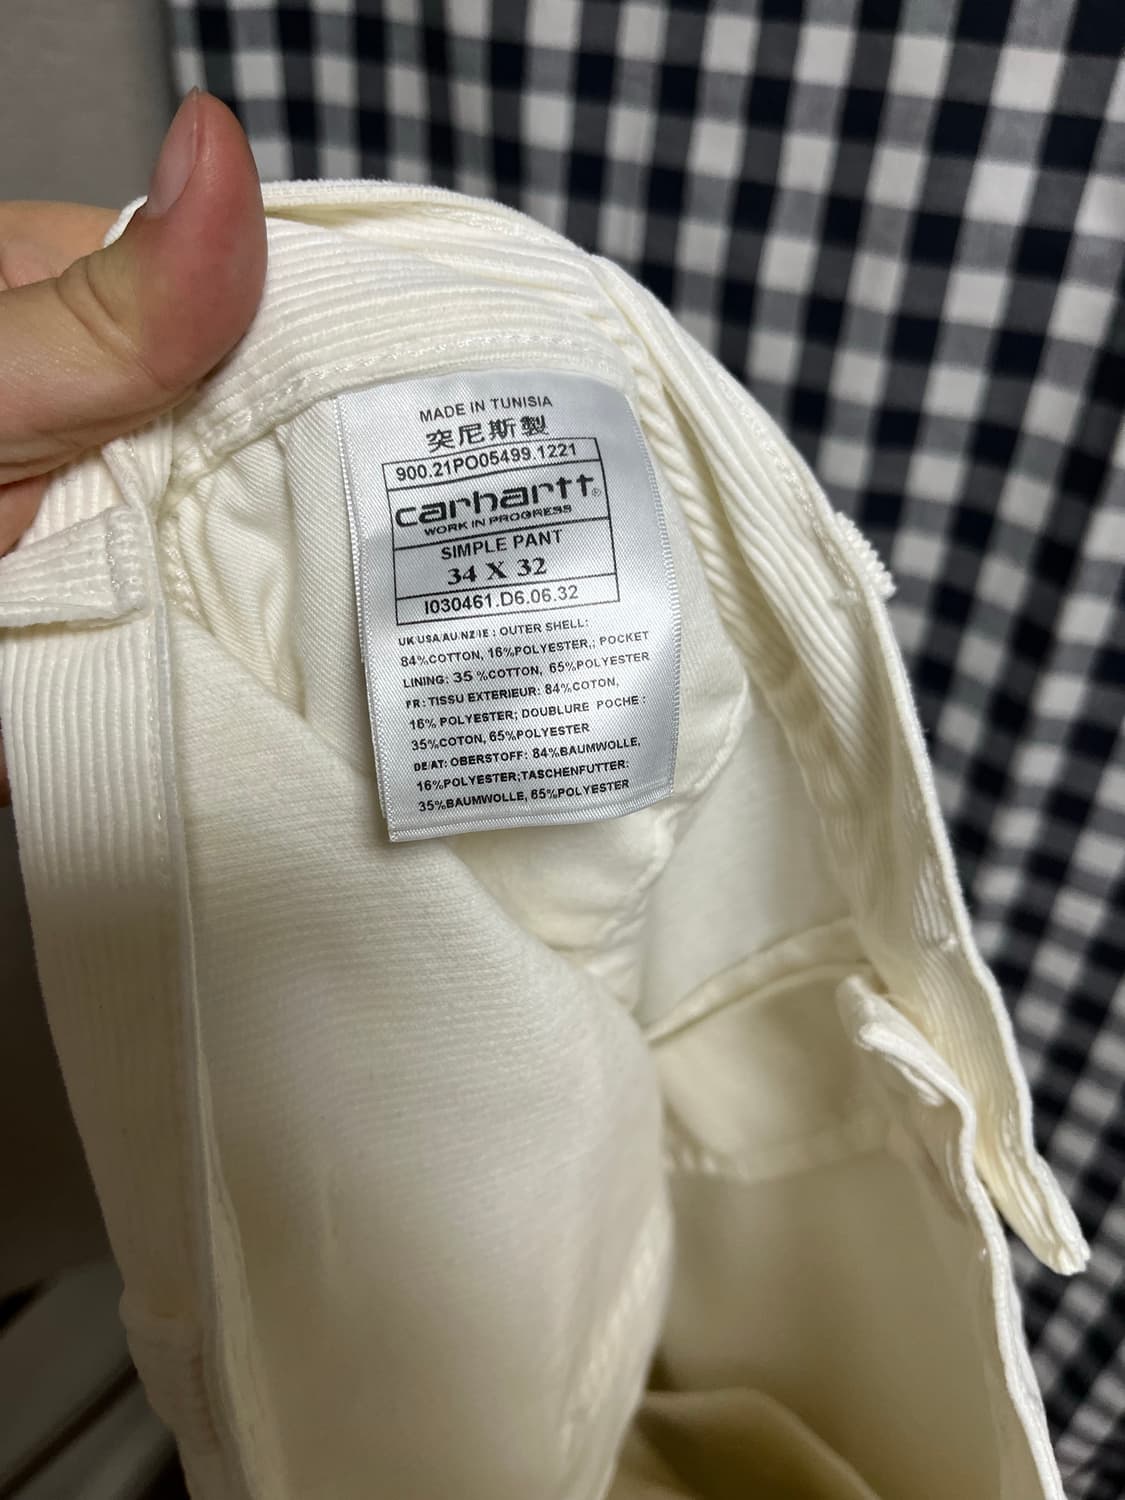 MADE IN TUNISIA
突尼斯製
900.21PO05499.1221
carhartt®
WORK IN PROGRESS
SIMPLE PANT
34 X 32
I030461.D6.06.32
UK/USA/AU/NZ/IE : OUTER SHELL:
84%COTTON, 16%POLYESTER,; POCKET
LINING: 35 %COTTON, 65%POLYESTER
FR : TISSU EXTERIEUR: 84%COTON,
16% POLYESTER; DOUBLURE POCHE :
35%COTON, 65%POLYESTER
DE/AT: OBERSTOFF: 84%BAUMWOLLE,
16%POLYESTER;TASCHENFUTTER:
35%BAUMWOLLE, 65%POLYESTER